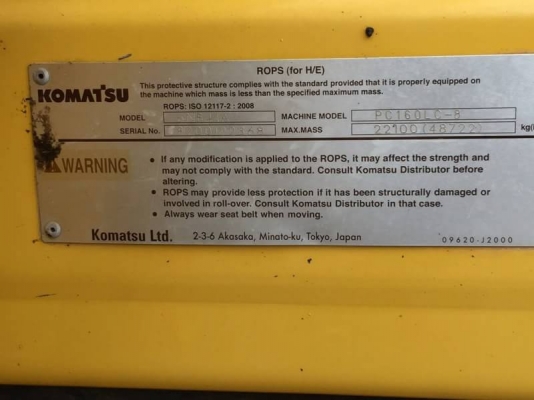 ROPS (for H/E)
KOMATSU
This protective structure complies with the standard provided that it is properly equipped on
the machine which mass is less than the specified maximum mass.
ROPS: ISO 12117-2 : 2008
MODEL MACHINE MODEL PC160LC-8
SERIAL No. MAX.MASS 22100(48722) kg(
WARNING
• If any modification is applied to the ROPS, it may affect the strength and
may not comply with the standard. Consult Komatsu Distributor before
altering.
• ROPS may provide less protection if it has been structurally damaged or
involved in roll-over. Consult Komatsu Distributor in that case.
• Always wear seat belt when moving.
Komatsu Ltd. 2-3-6 Akasaka, Minato-ku, Tokyo, Japan
09620-J2000